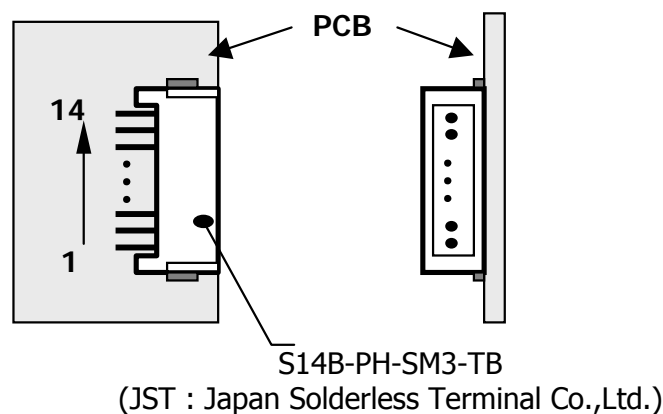 PCB
14
1
S14B-PH-SM3-TB
(JST : Japan Solderless Terminal Co.,Ltd.)